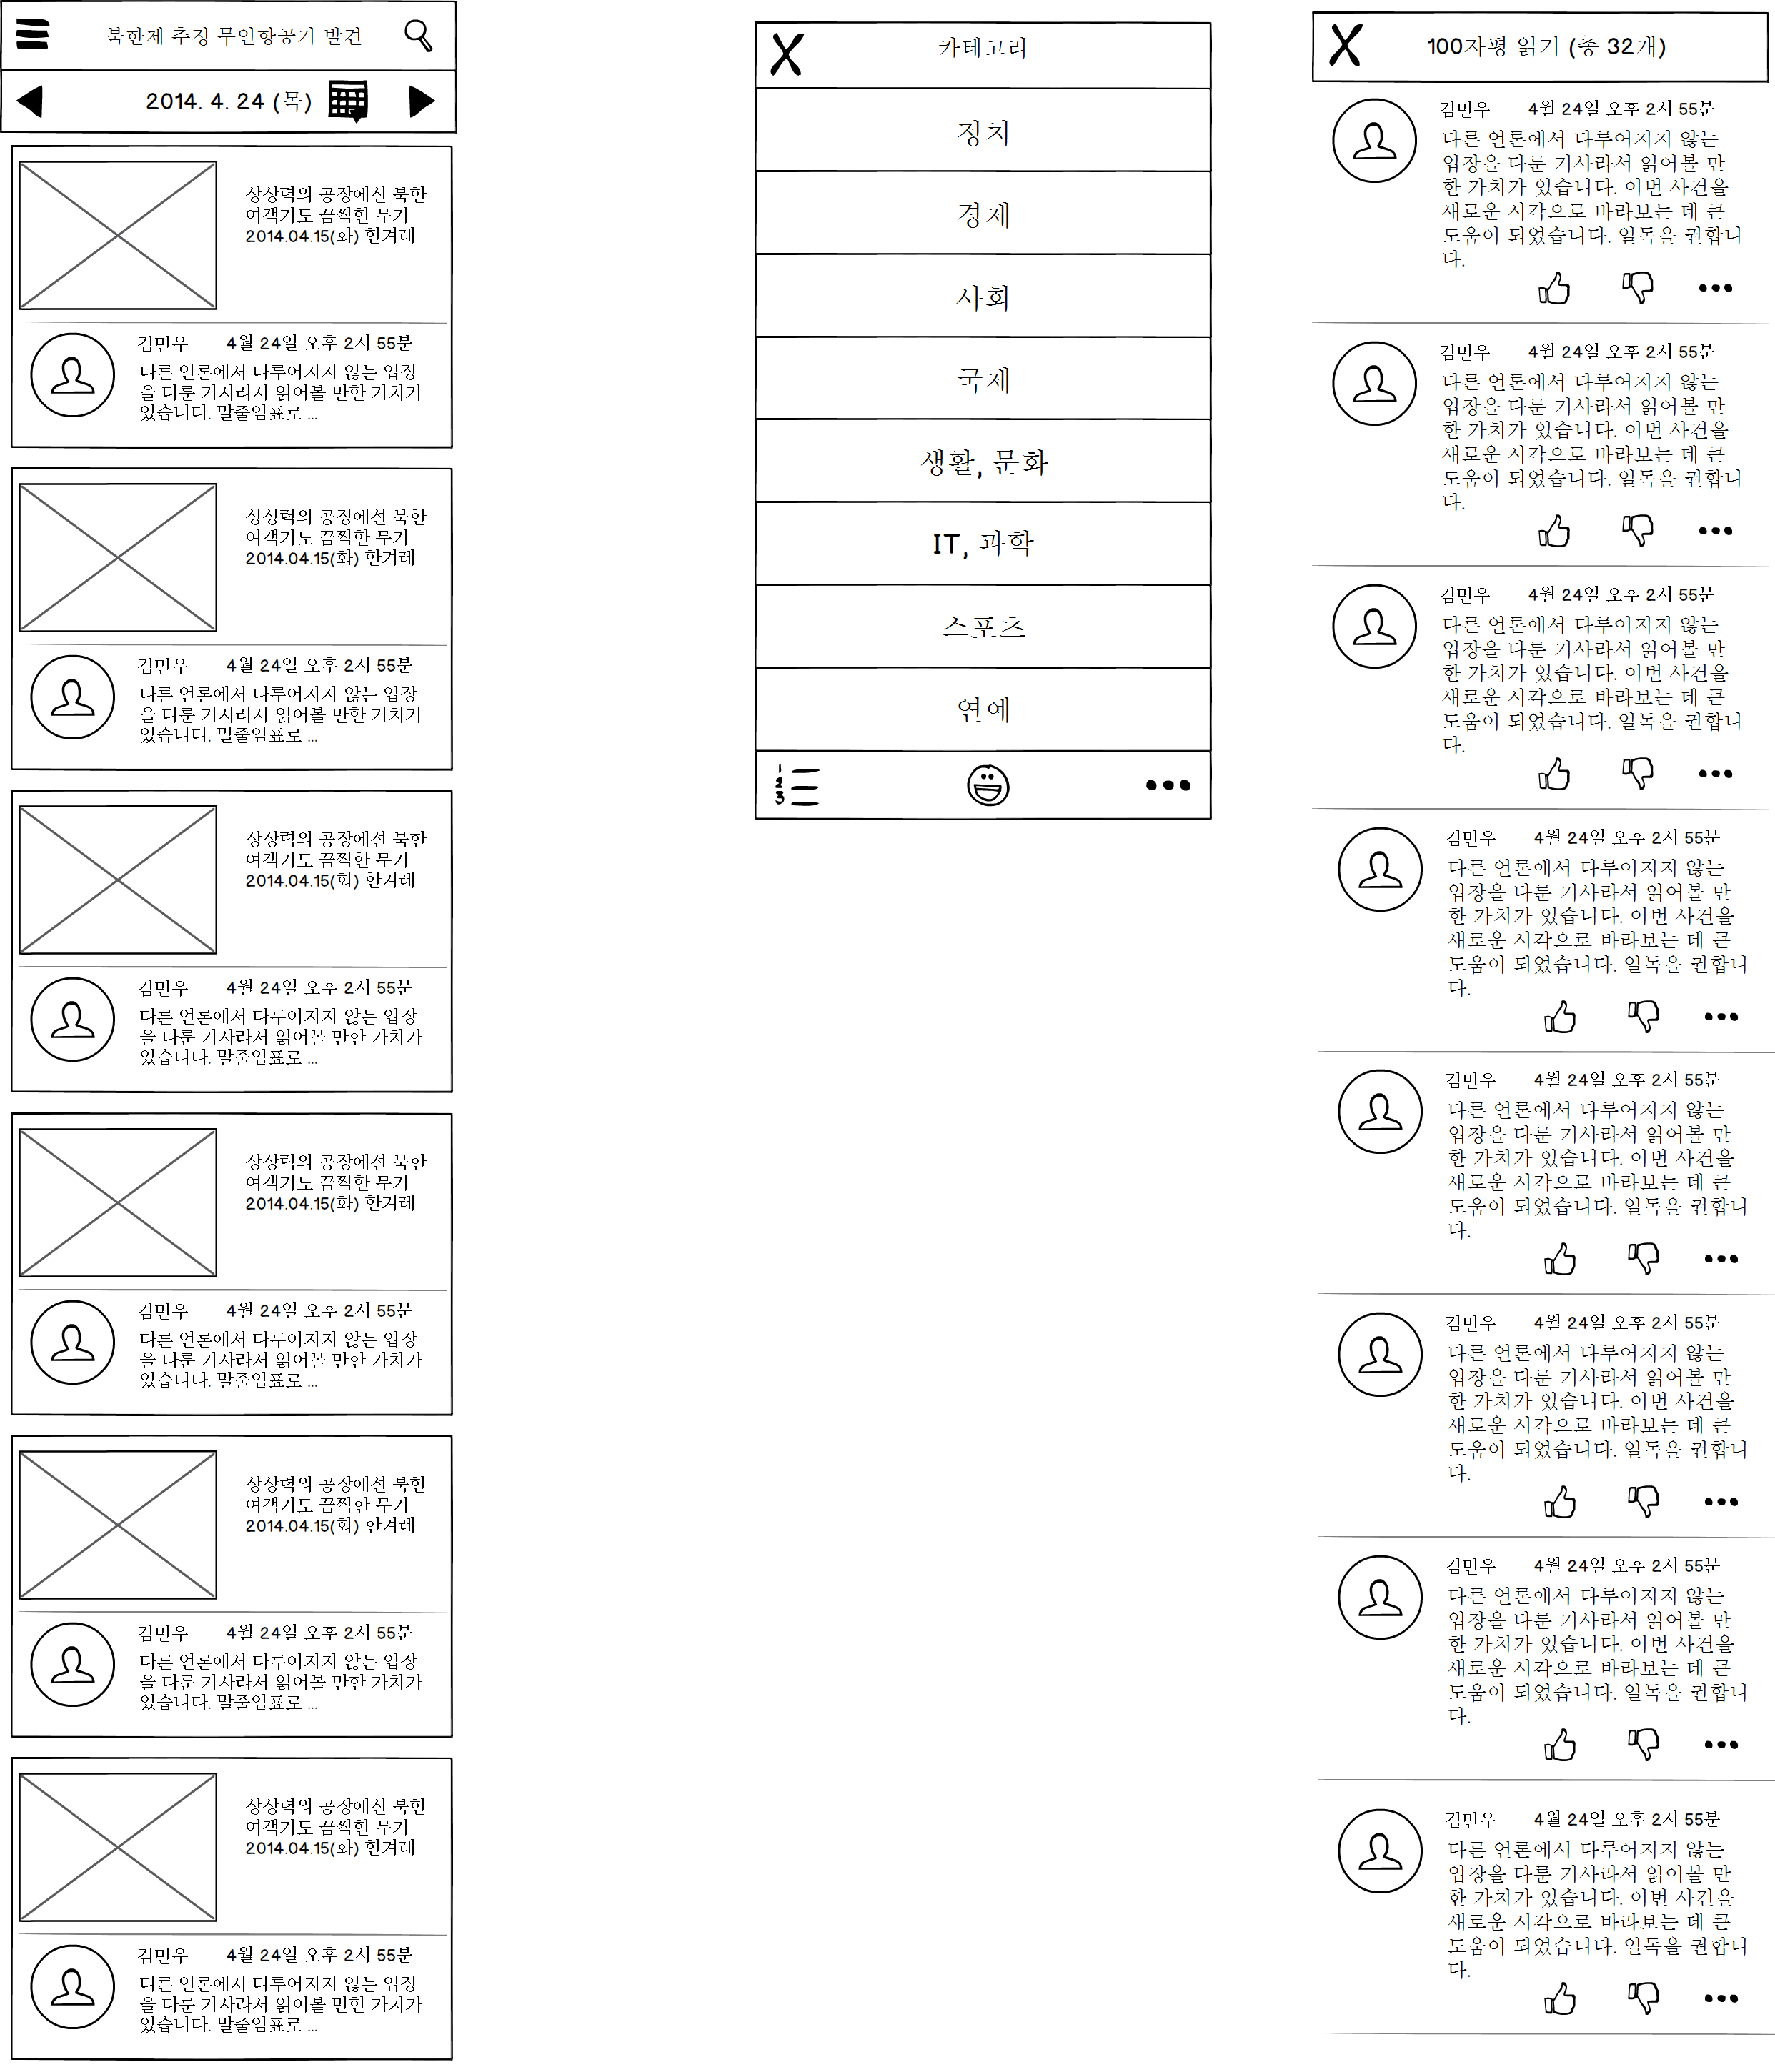 북한제 추정 무인항공기 발견
2014. 4. 24 (목)
상상력의 공장에선 북한
여객기도 끔찍한 무기
2014.04.15(화) 한겨레
김민우 4월 24일 오후 2시 55분
다른 언론에서 다루어지지 않는 입장
을 다룬 기사라서 읽어볼 만한 가치가
있습니다. 말줄임표로 ...
상상력의 공장에선 북한
여객기도 끔찍한 무기
2014.04.15(화) 한겨레
김민우 4월 24일 오후 2시 55분
다른 언론에서 다루어지지 않는 입장
을 다룬 기사라서 읽어볼 만한 가치가
있습니다. 말줄임표로 ...
상상력의 공장에선 북한
여객기도 끔찍한 무기
2014.04.15(화) 한겨레
김민우 4월 24일 오후 2시 55분
다른 언론에서 다루어지지 않는 입장
을 다룬 기사라서 읽어볼 만한 가치가
있습니다. 말줄임표로 ...
상상력의 공장에선 북한
여객기도 끔찍한 무기
2014.04.15(화) 한겨레
김민우 4월 24일 오후 2시 55분
다른 언론에서 다루어지지 않는 입장
을 다룬 기사라서 읽어볼 만한 가치가
있습니다. 말줄임표로 ...
상상력의 공장에선 북한
여객기도 끔찍한 무기
2014.04.15(화) 한겨레
김민우 4월 24일 오후 2시 55분
다른 언론에서 다루어지지 않는 입장
을 다룬 기사라서 읽어볼 만한 가치가
있습니다. 말줄임표로 ...
상상력의 공장에선 북한
여객기도 끔찍한 무기
2014.04.15(화) 한겨레
김민우 4월 24일 오후 2시 55분
다른 언론에서 다루어지지 않는 입장
을 다룬 기사라서 읽어볼 만한 가치가
있습니다. 말줄임표로 ...
카테고리
정치
경제
사회
국제
생활, 문화
IT, 과학
스포츠
연예
1
2
3
100자평 읽기 (총 32개)
김민우 4월 24일 오후 2시 55분
다른 언론에서 다루어지지 않는
입장을 다룬 기사라서 읽어볼 만
한 가치가 있습니다. 이번 사건을
새로운 시각으로 바라보는 데 큰
도움이 되었습니다. 일독을 권합니
다.
김민우 4월 24일 오후 2시 55분
다른 언론에서 다루어지지 않는
입장을 다룬 기사라서 읽어볼 만
한 가치가 있습니다. 이번 사건을
새로운 시각으로 바라보는 데 큰
도움이 되었습니다. 일독을 권합니
다.
김민우 4월 24일 오후 2시 55분
다른 언론에서 다루어지지 않는
입장을 다룬 기사라서 읽어볼 만
한 가치가 있습니다. 이번 사건을
새로운 시각으로 바라보는 데 큰
도움이 되었습니다. 일독을 권합니
다.
김민우 4월 24일 오후 2시 55분
다른 언론에서 다루어지지 않는
입장을 다룬 기사라서 읽어볼 만
한 가치가 있습니다. 이번 사건을
새로운 시각으로 바라보는 데 큰
도움이 되었습니다. 일독을 권합니
다.
김민우 4월 24일 오후 2시 55분
다른 언론에서 다루어지지 않는
입장을 다룬 기사라서 읽어볼 만
한 가치가 있습니다. 이번 사건을
새로운 시각으로 바라보는 데 큰
도움이 되었습니다. 일독을 권합니
다.
김민우 4월 24일 오후 2시 55분
다른 언론에서 다루어지지 않는
입장을 다룬 기사라서 읽어볼 만
한 가치가 있습니다. 이번 사건을
새로운 시각으로 바라보는 데 큰
도움이 되었습니다. 일독을 권합니
다.
김민우 4월 24일 오후 2시 55분
다른 언론에서 다루어지지 않는
입장을 다룬 기사라서 읽어볼 만
한 가치가 있습니다. 이번 사건을
새로운 시각으로 바라보는 데 큰
도움이 되었습니다. 일독을 권합니
다.
김민우 4월 24일 오후 2시 55분
다른 언론에서 다루어지지 않는
입장을 다룬 기사라서 읽어볼 만
한 가치가 있습니다. 이번 사건을
새로운 시각으로 바라보는 데 큰
도움이 되었습니다. 일독을 권합니
다.